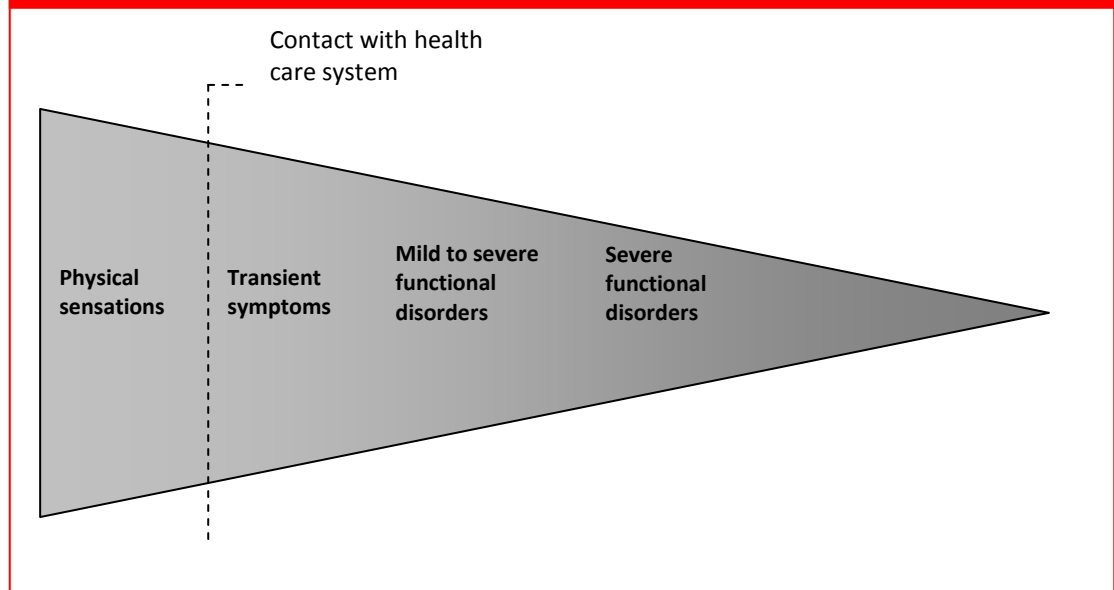 Contact with health
care system
Physical
sensations
Transient
symptoms
Mild to severe
functional
disorders
Severe
functional
disorders